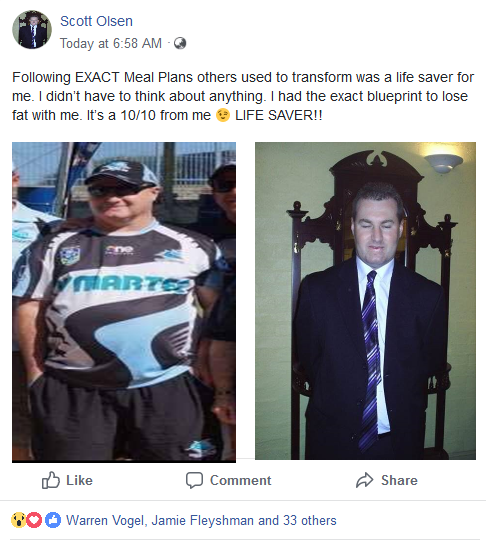 Scott Olsen
Today at 6:58 AM ·
Following EXACT Meal Plans others used to transform was a life saver for
me. I didn't have to think about anything. I had the exact blueprint to lose
fat with me. It's a 10/10 from me 😉 LIFE SAVER!!
one
MARTE
Like
Comment
Share
Warren Vogel, Jamie Fleyshman and 33 others